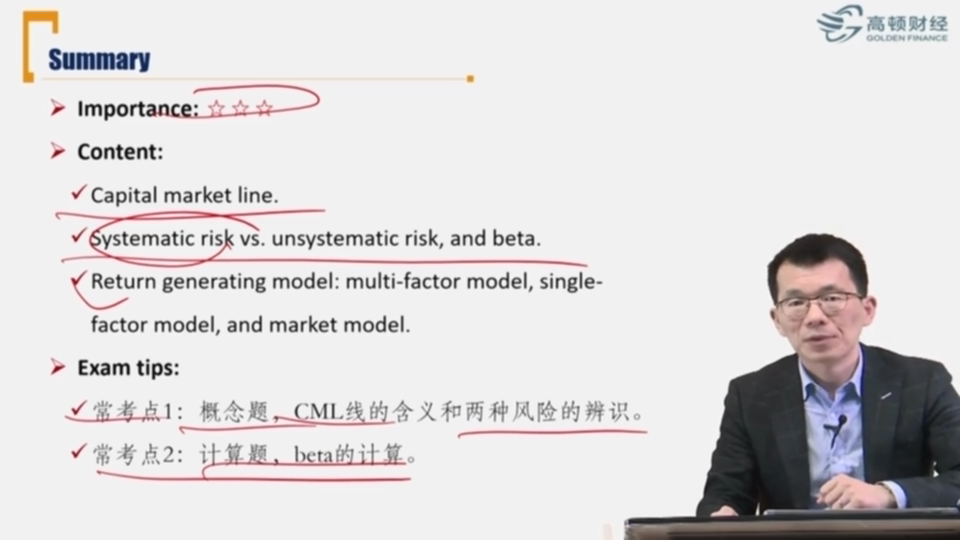 高顿财经
GOLDEN FINANCE
Summary
Importance: ☆☆☆
Content:
Capital market line.
Systematic risk vs. unsystematic risk, and beta.
Return generating model: multi-factor model, single-
factor model, and market model.
Exam tips:
常考点1：概念题，CML线的含义和两种风险的辨识。
常考点2：计算题，beta的计算。